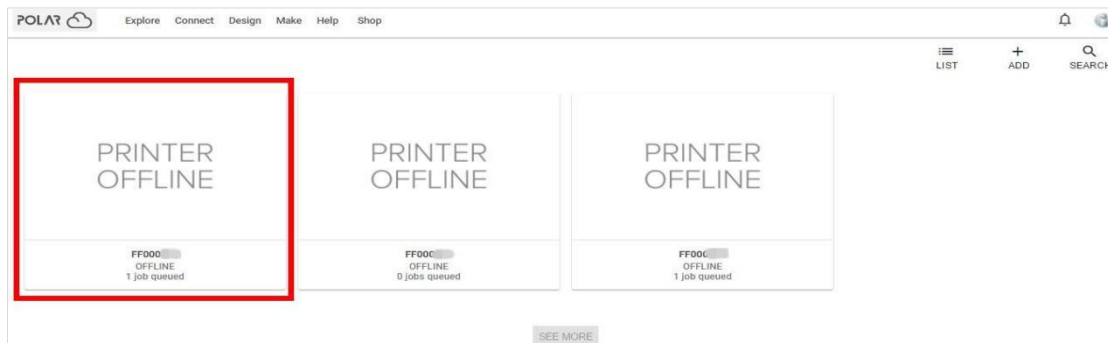 POLAR
Explore Connect Design Make Help Shop
LIST ADD SEARCH
PRINTER
OFFLINE
PRINTER
OFFLINE
PRINTER
OFFLINE
OFFLINE
1 job queued
OFFLINE
0 jobs queued
OFFLINE
1 job queued
SEE MORE